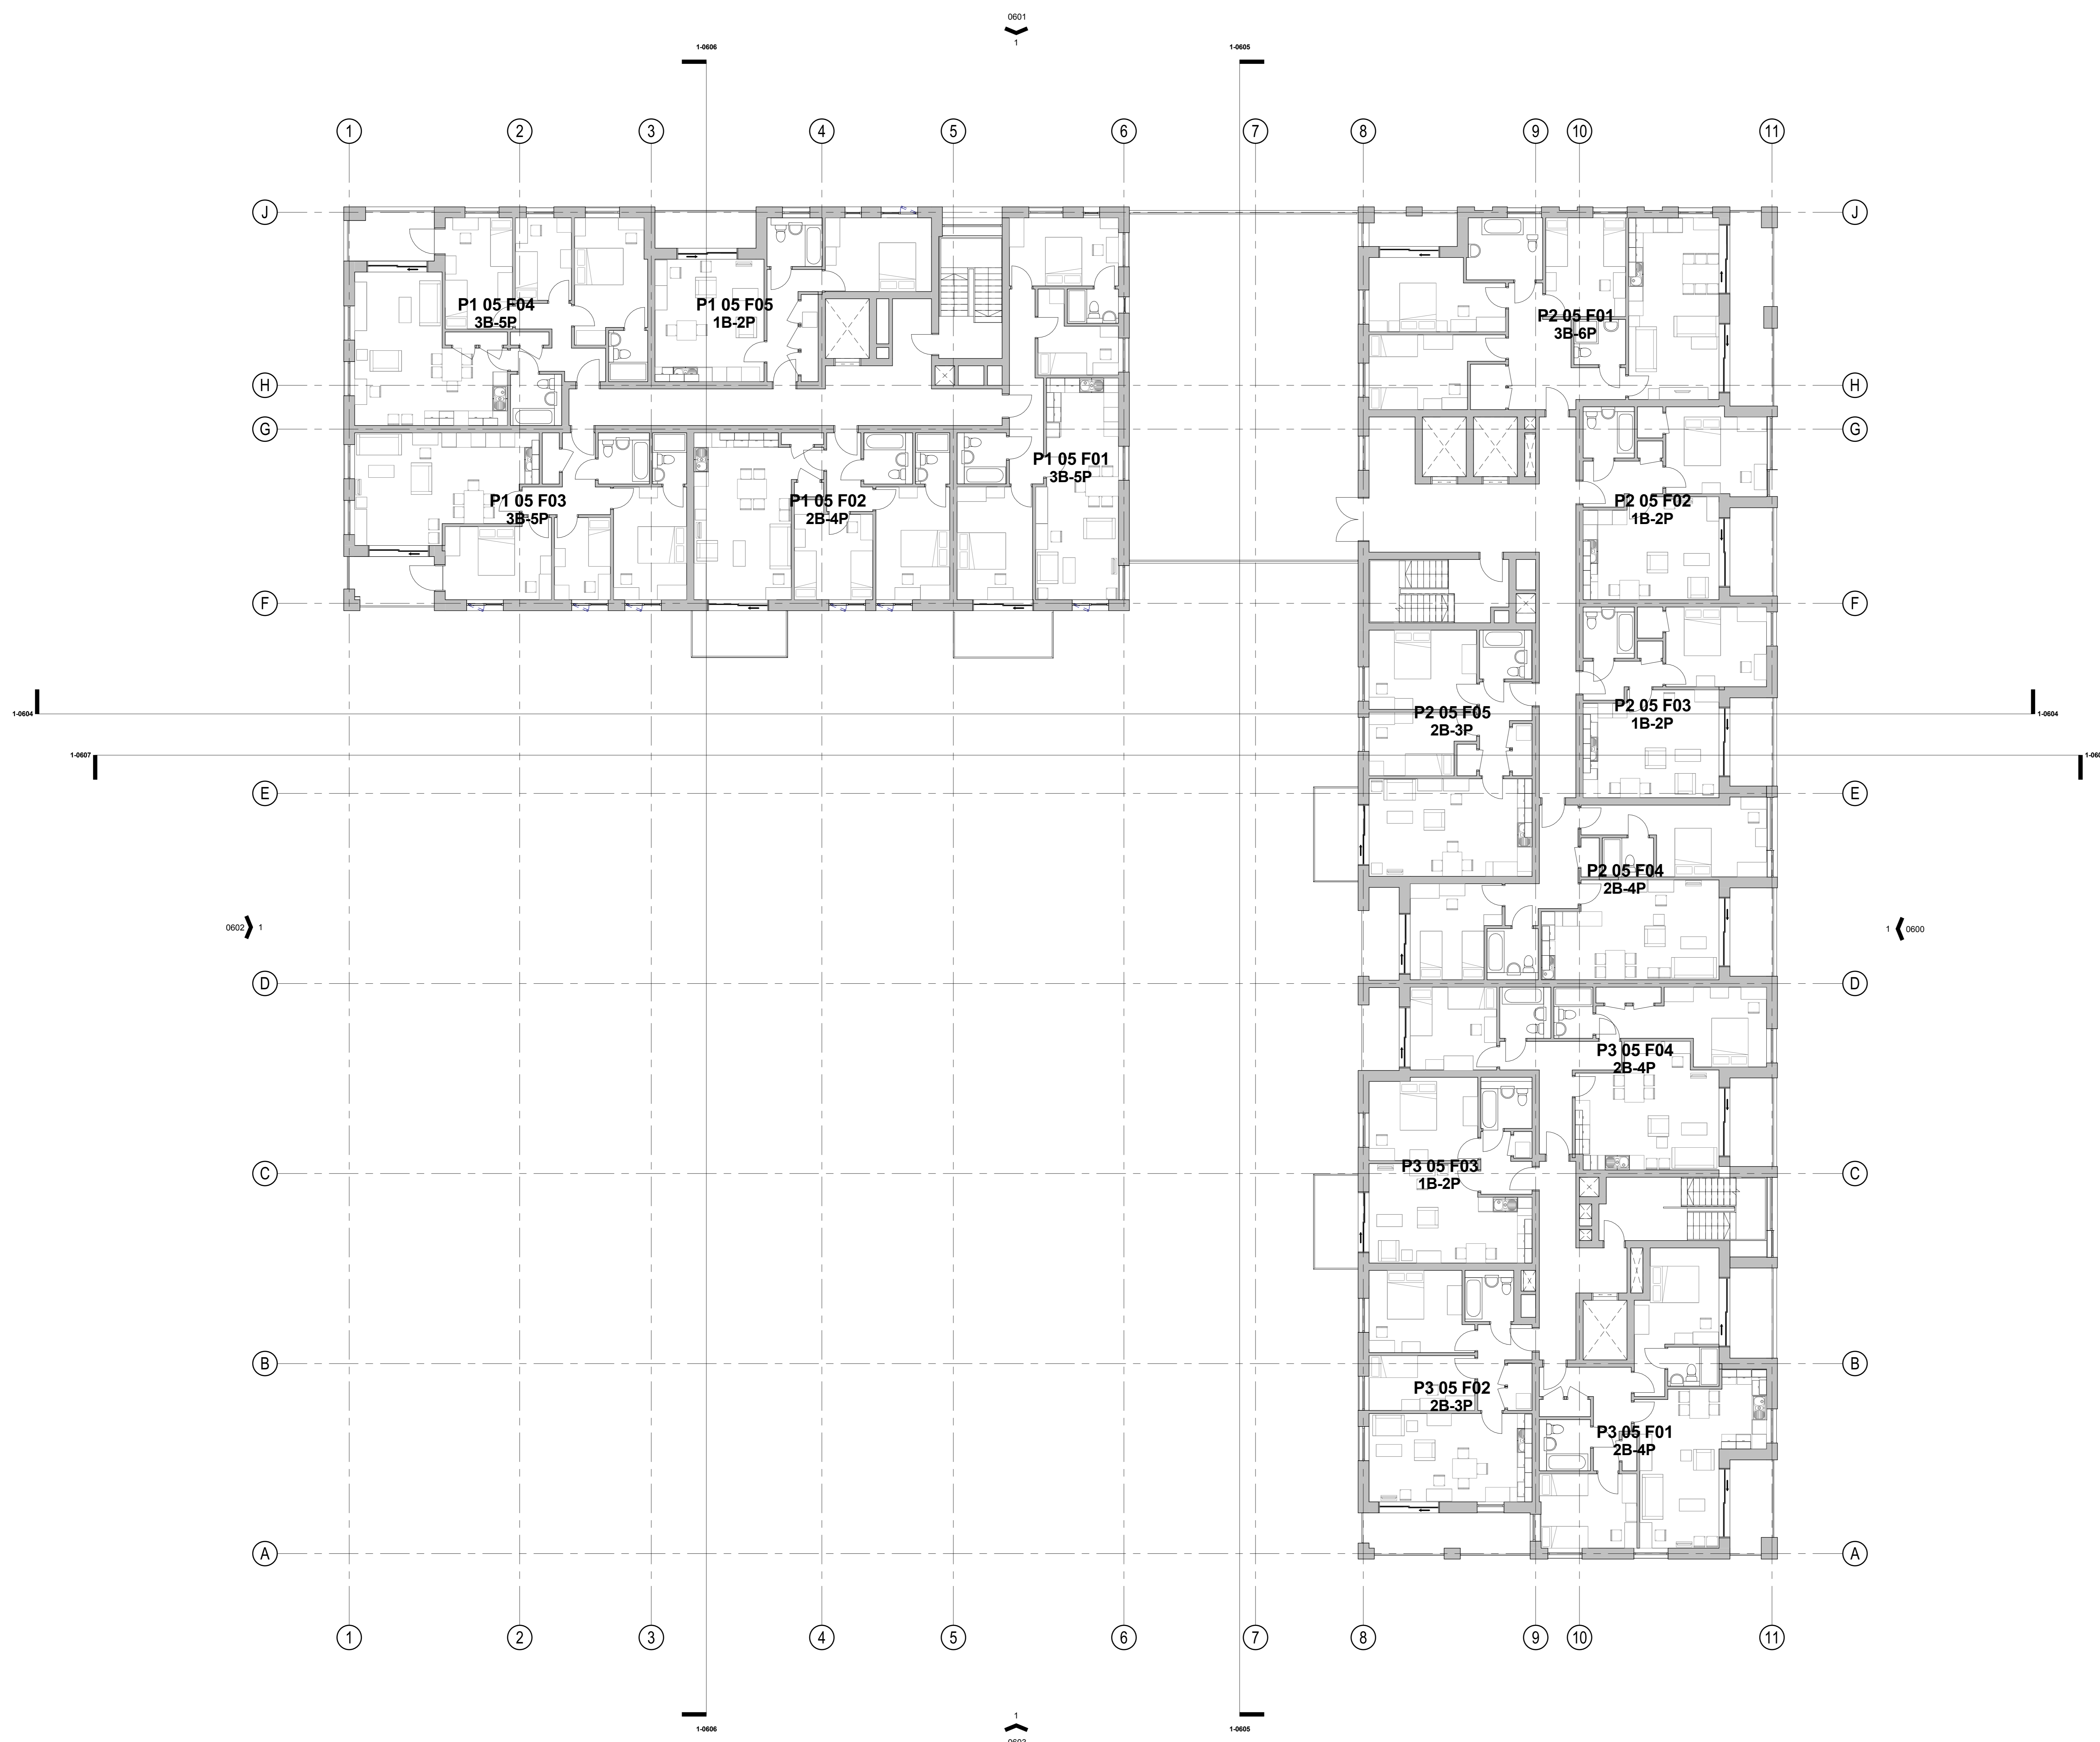 0601
1
1-0606
1-0605
1
2
3
4
5
6
7
8
9
10
11
J
J
P1 05 F04
3B-5P
P1 05 F05
1B-2P
P2 05 F01
3B-6P
H
H
G
G
P1 05 F01
3B-5P
P1 05 F03
3B-5P
P1 05 F02
2B-4P
P2 05 F02
1B-2P
F
F
1-0604
1-0604
P2 05 F05
2B-3P
P2 05 F03
1B-2P
1-0607
E
E
P2 05 F04
2B-4P
0602
1
1
0600
D
D
P3 05 F04
2B-4P
C
C
P3 05 F03
1B-2P
B
B
P3 05 F02
2B-3P
P3 05 F01
2B-4P
A
A
1
2
3
4
5
6
7
8
9
10
11
1-0606
1
1-0605